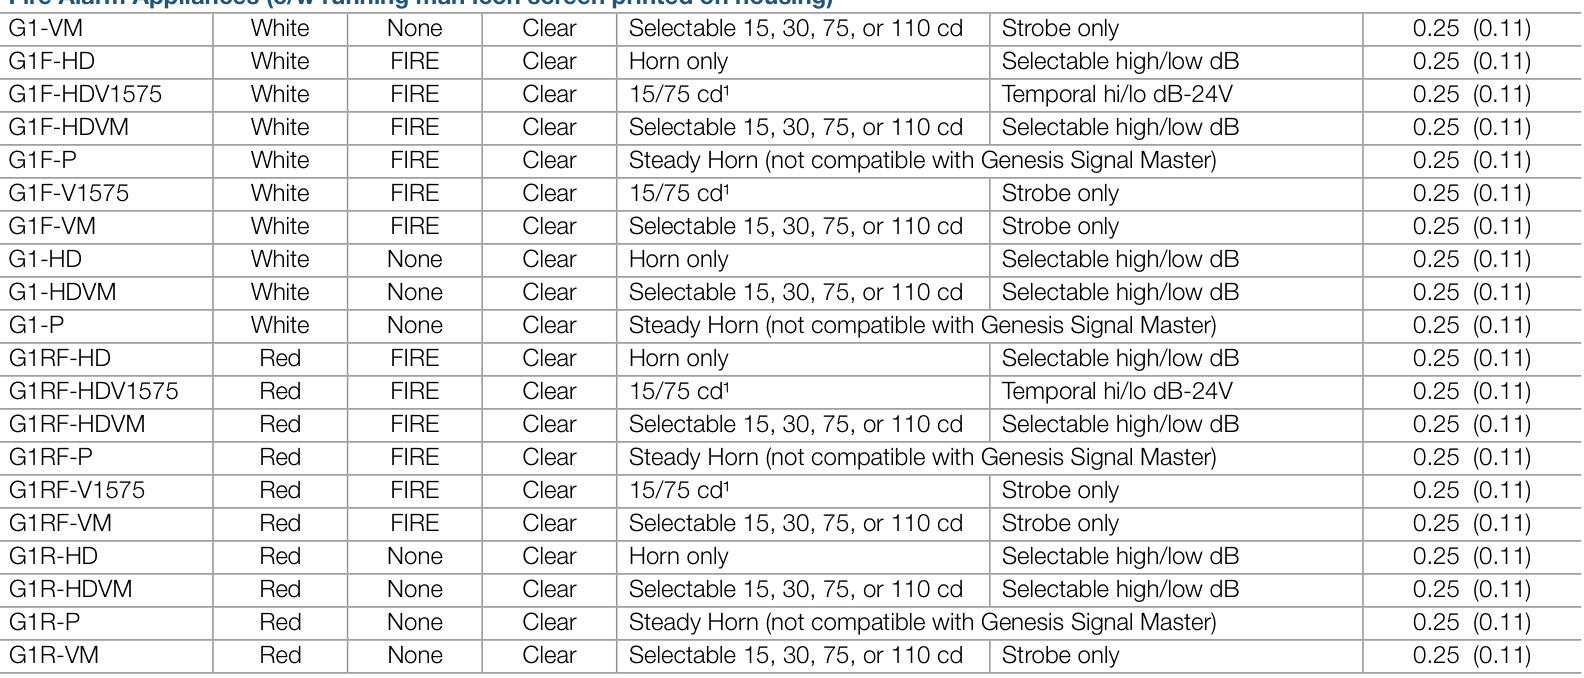 Fire Alarm Appliances (c/w running man icon screen printed on housing)
G1-VM White None Clear Selectable 15, 30, 75, or 110 cd Strobe only 0.25 (0.11)
G1F-HD White FIRE Clear Horn only Selectable high/low dB 0.25 (0.11)
G1F-HDV1575 White FIRE Clear 15/75 cd¹ Temporal hi/lo dB-24V 0.25 (0.11)
G1F-HDVM White FIRE Clear Selectable 15, 30, 75, or 110 cd Selectable high/low dB 0.25 (0.11)
G1F-P White FIRE Clear Steady Horn (not compatible with Genesis Signal Master) 0.25 (0.11)
G1F-V1575 White FIRE Clear 15/75 cd¹ Strobe only 0.25 (0.11)
G1F-VM White FIRE Clear Selectable 15, 30, 75, or 110 cd Strobe only 0.25 (0.11)
G1-HD White None Clear Horn only Selectable high/low dB 0.25 (0.11)
G1-HDVM White None Clear Selectable 15, 30, 75, or 110 cd Selectable high/low dB 0.25 (0.11)
G1-P White None Clear Steady Horn (not compatible with Genesis Signal Master) 0.25 (0.11)
G1RF-HD Red FIRE Clear Horn only Selectable high/low dB 0.25 (0.11)
G1RF-HDV1575 Red FIRE Clear 15/75 cd¹ Temporal hi/lo dB-24V 0.25 (0.11)
G1RF-HDVM Red FIRE Clear Selectable 15, 30, 75, or 110 cd Selectable high/low dB 0.25 (0.11)
G1RF-P Red FIRE Clear Steady Horn (not compatible with Genesis Signal Master) 0.25 (0.11)
G1RF-V1575 Red FIRE Clear 15/75 cd¹ Strobe only 0.25 (0.11)
G1RF-VM Red FIRE Clear Selectable 15, 30, 75, or 110 cd Strobe only 0.25 (0.11)
G1R-HD Red None Clear Horn only Selectable high/low dB 0.25 (0.11)
G1R-HDVM Red None Clear Selectable 15, 30, 75, or 110 cd Selectable high/low dB 0.25 (0.11)
G1R-P Red None Clear Steady Horn (not compatible with Genesis Signal Master) 0.25 (0.11)
G1R-VM Red None Clear Selectable 15, 30, 75, or 110 cd Strobe only 0.25 (0.11)